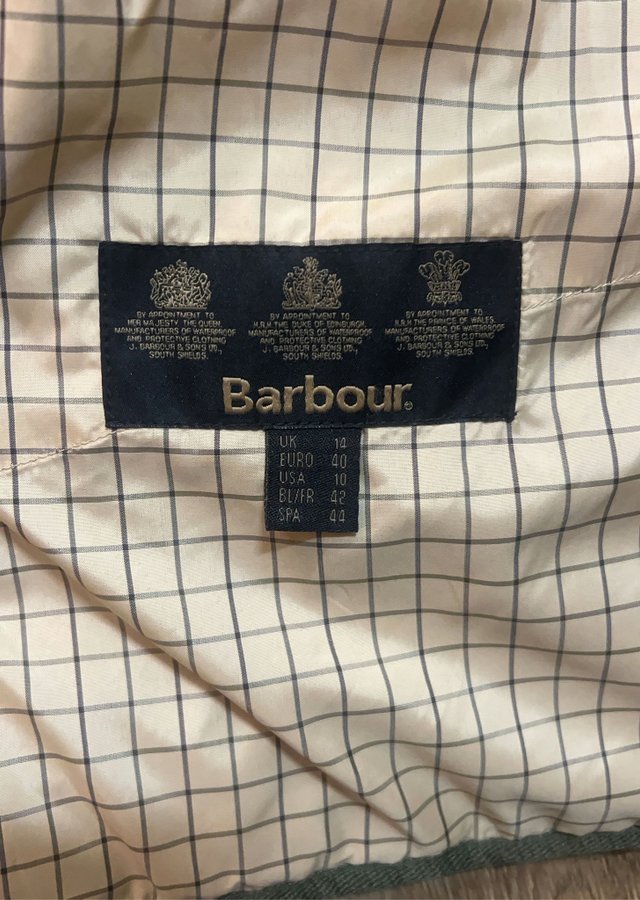 BY APPOINTMENT TO
HER MAJESTY THE QUEEN
MANUFACTURERS OF WATERPROOF
AND PROTECTIVE CLOTHING
J. BARBOUR & SONS LTD.,
SOUTH SHIELDS.
BY APPOINTMENT TO
H.R.H. THE DUKE OF EDINBURGH.
MANUFACTURERS OF WATERPROOF
AND PROTECTIVE CLOTHING
J. BARBOUR & SONS LTD.,
SOUTH SHIELDS.
BY APPOINTMENT TO
H.R.H. THE PRINCE OF WALES.
MANUFACTURERS OF WATERPROOF
AND PROTECTIVE CLOTHING
J. BARBOUR & SONS LTD.,
SOUTH SHIELDS.
Barbour
UK 14
EURO 40
USA 10
BL/FR 42
SPA 44